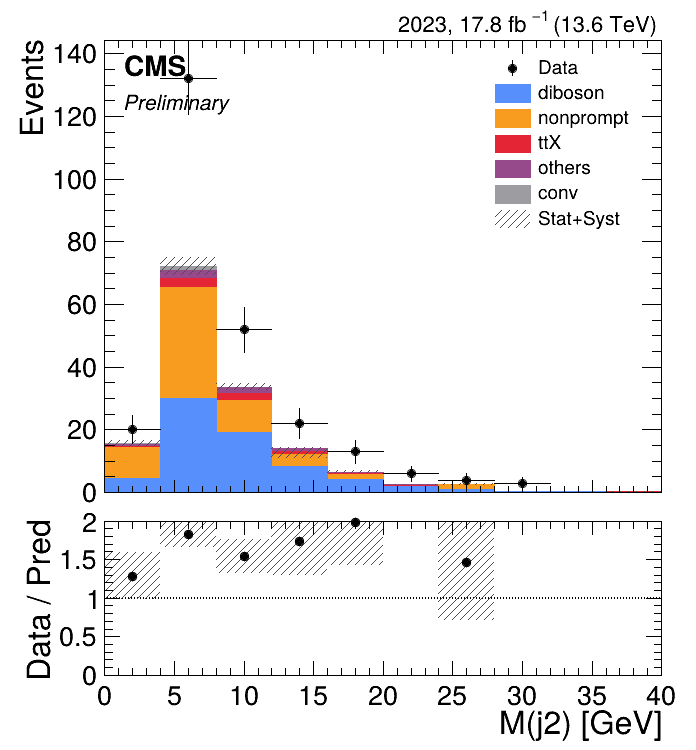 2023, 17.8 fb⁻¹ (13.6 TeV)
CMS
Preliminary
Events
140
120
100
80
60
40
20
0
Data
diboson
nonprompt
ttX
others
conv
Stat+Syst
Data / Pred
2
1.5
1
0.5
0
0 5 10 15 20 25 30 35 40
M(j2) [GeV]